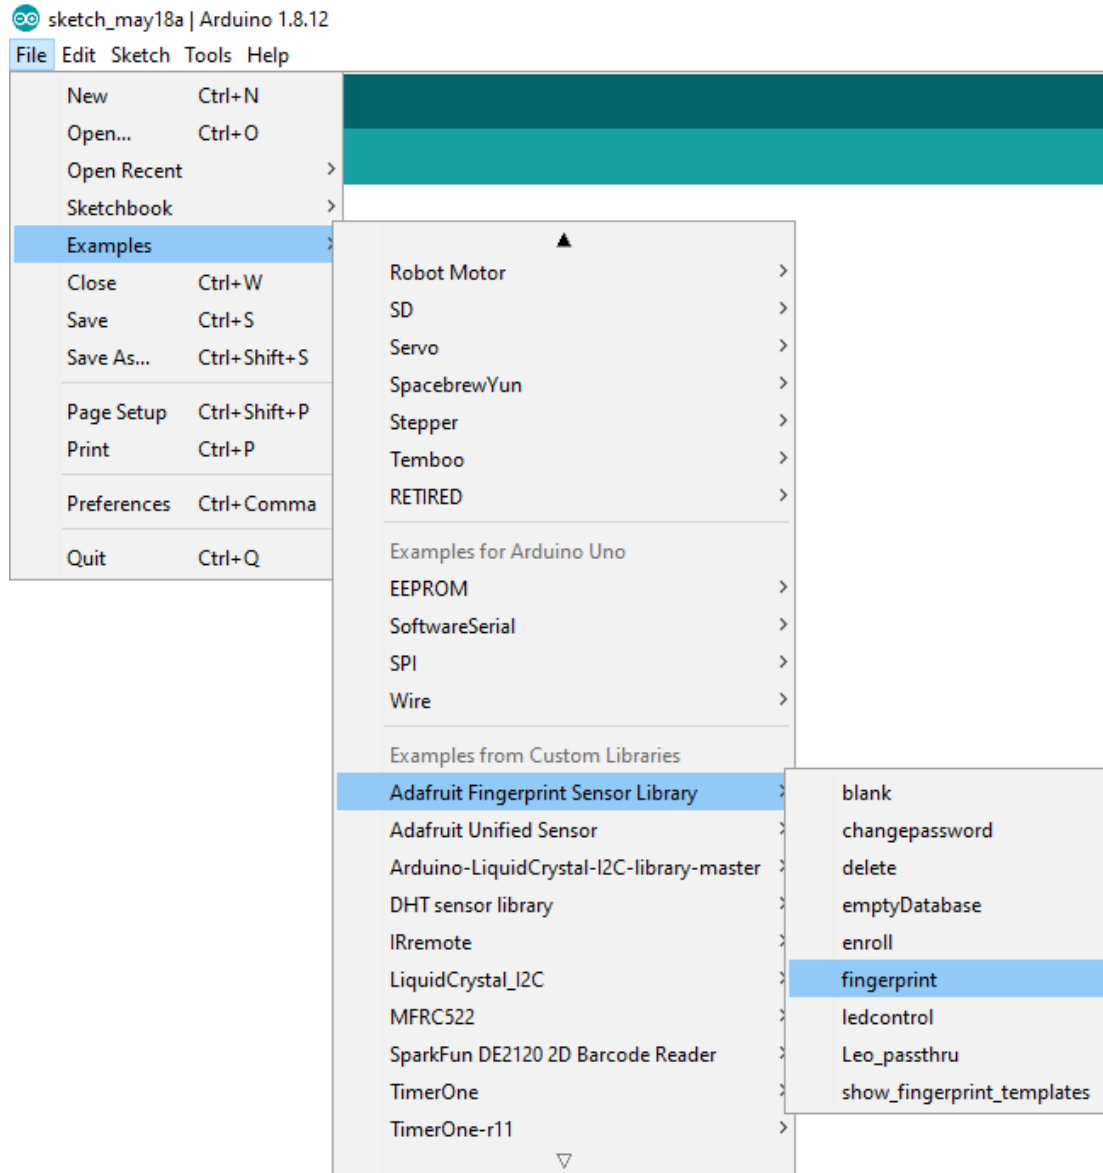 sketch_may18a | Arduino 1.8.12
File Edit Sketch Tools Help
New Ctrl+N
Open... Ctrl+O
Open Recent
Sketchbook
Examples
Close Ctrl+W
Save Ctrl+S
Save As... Ctrl+Shift+S
Page Setup Ctrl+Shift+P
Print Ctrl+P
Preferences Ctrl+Comma
Quit Ctrl+Q
Robot Motor
SD
Servo
SpacebrewYun
Stepper
Temboo
RETIRED
Examples for Arduino Uno
EEPROM
SoftwareSerial
SPI
Wire
Examples from Custom Libraries
Adafruit Fingerprint Sensor Library
Adafruit Unified Sensor
Arduino-LiquidCrystal-I2C-library-master
DHT sensor library
IRremote
LiquidCrystal_I2C
MFRC522
SparkFun DE2120 2D Barcode Reader
TimerOne
TimerOne-r11
blank
changepassword
delete
emptyDatabase
enroll
fingerprint
ledcontrol
Leo_passthru
show_fingerprint_templates